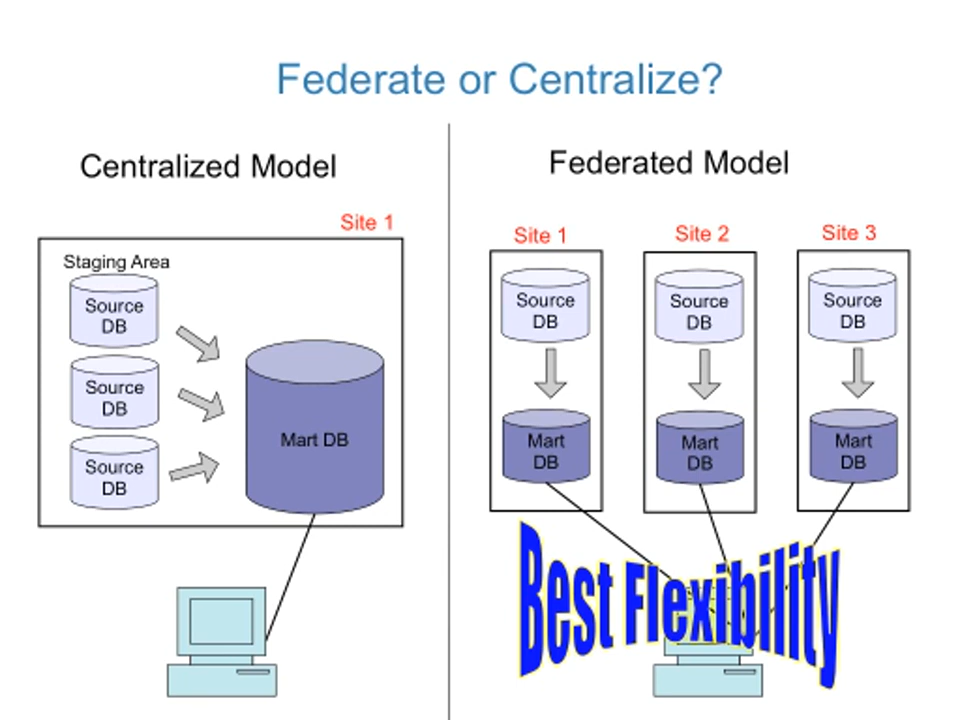 Federate or Centralize?
Centralized Model
Site 1
Staging Area
Source
DB
Source
DB
Source
DB
Mart DB
Federated Model
Site 1
Source
DB
Mart
DB
Site 2
Source
DB
Mart
DB
Site 3
Source
DB
Mart
DB
Best Flexibility